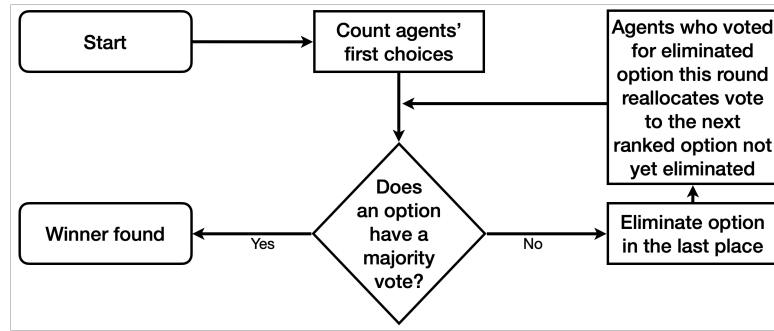 Start
Count agents'
first choices
Agents who voted
for eliminated
option this round
reallocates vote
to the next
ranked option not
yet eliminated
Does
an option
have a
majority
vote?
Yes
No
Winner found
Eliminate option
in the last place